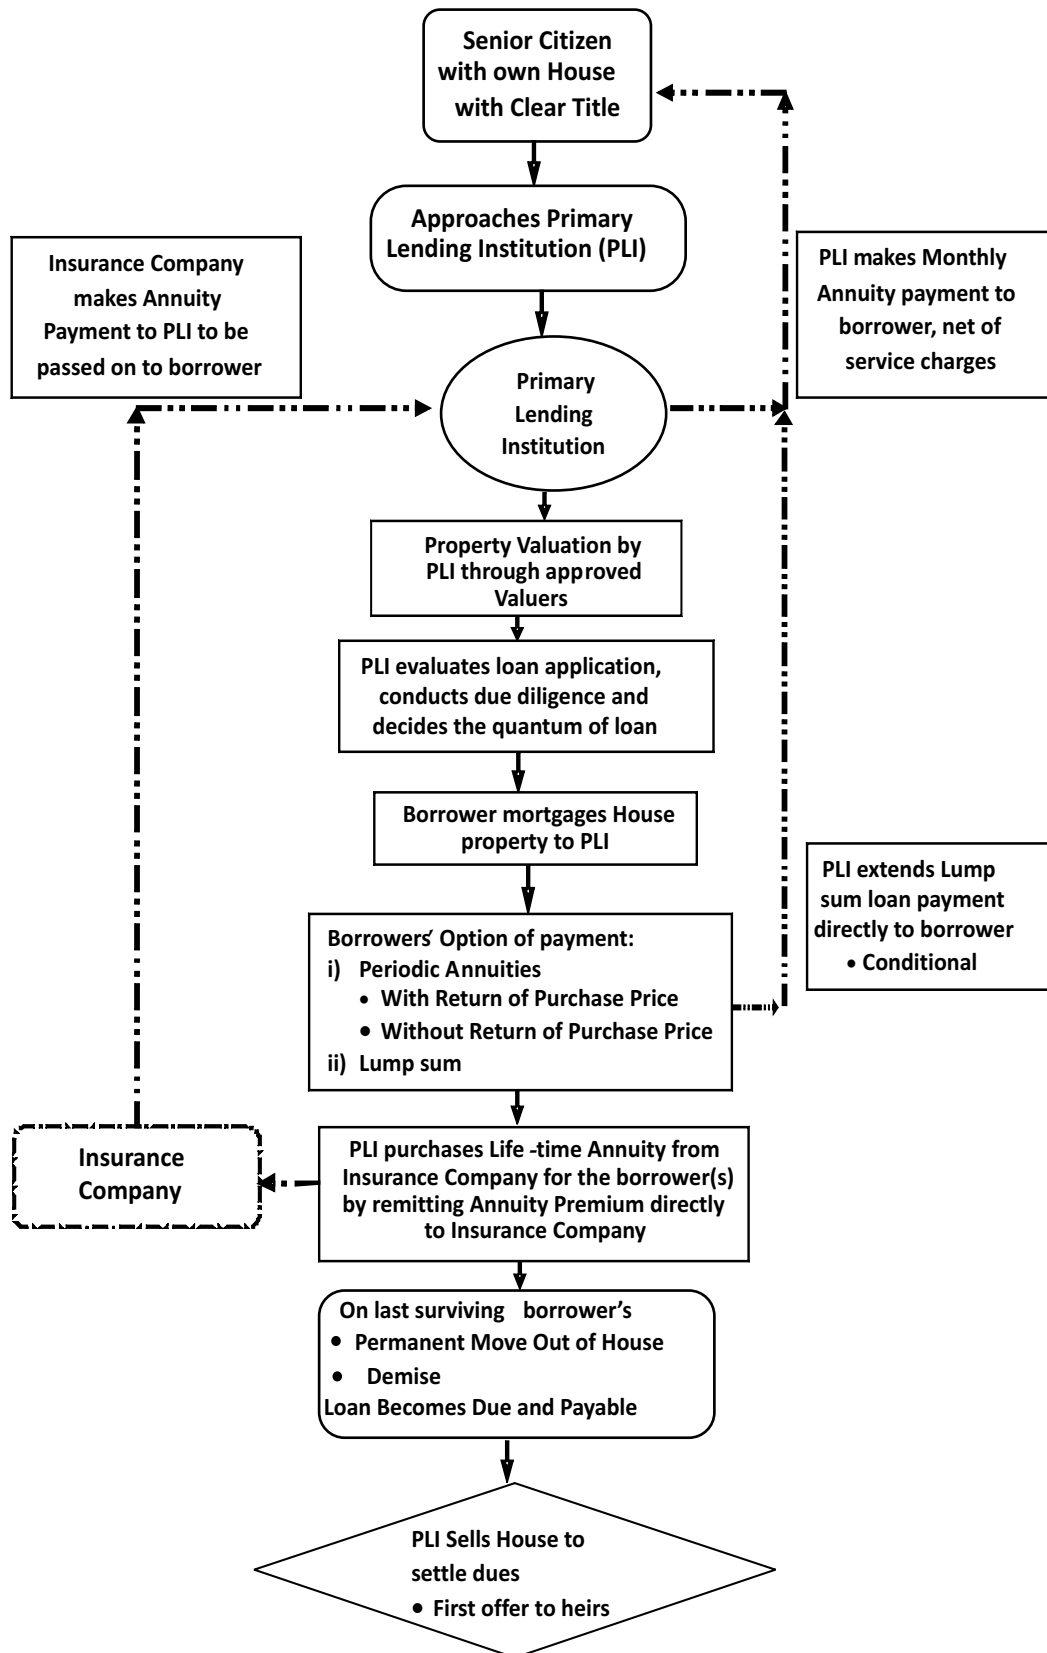 Senior Citizen
with own House
with Clear Title
Approaches Primary
Lending Institution (PLI)
Insurance Company
makes Annuity
Payment to PLI to be
passed on to borrower
PLI makes Monthly
Annuity payment to
borrower, net of
service charges
Primary
Lending
Institution
Property Valuation by
PLI through approved
Valuers
PLI evaluates loan application,
conducts due diligence and
decides the quantum of loan
Borrower mortgages House
property to PLI
PLI extends Lump
sum loan payment
directly to borrower
• Conditional
Borrowers' Option of payment:
i) Periodic Annuities
• With Return of Purchase Price
• Without Return of Purchase Price
ii) Lump sum
Insurance
Company
PLI purchases Life -time Annuity from
Insurance Company for the borrower(s)
by remitting Annuity Premium directly
to Insurance Company
On last surviving borrower's
• Permanent Move Out of House
• Demise
Loan Becomes Due and Payable
PLI Sells House to
settle dues
• First offer to heirs